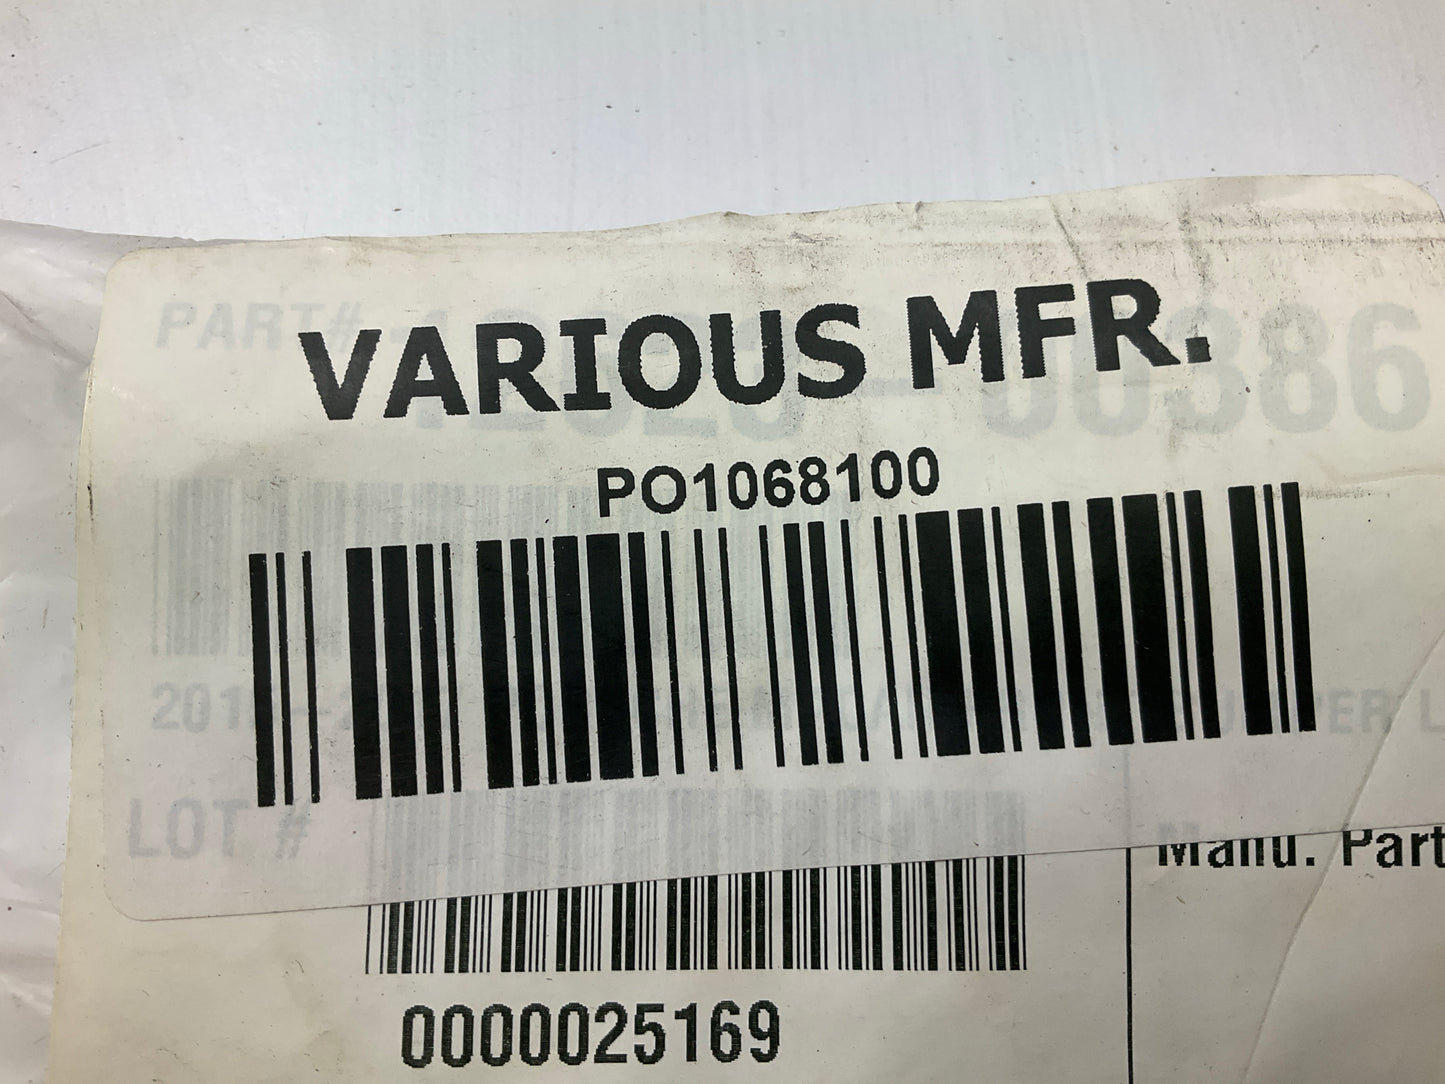 PART#
VARIOUS MFR.
PO1068100
LOT #
Manu. Part
0000025169